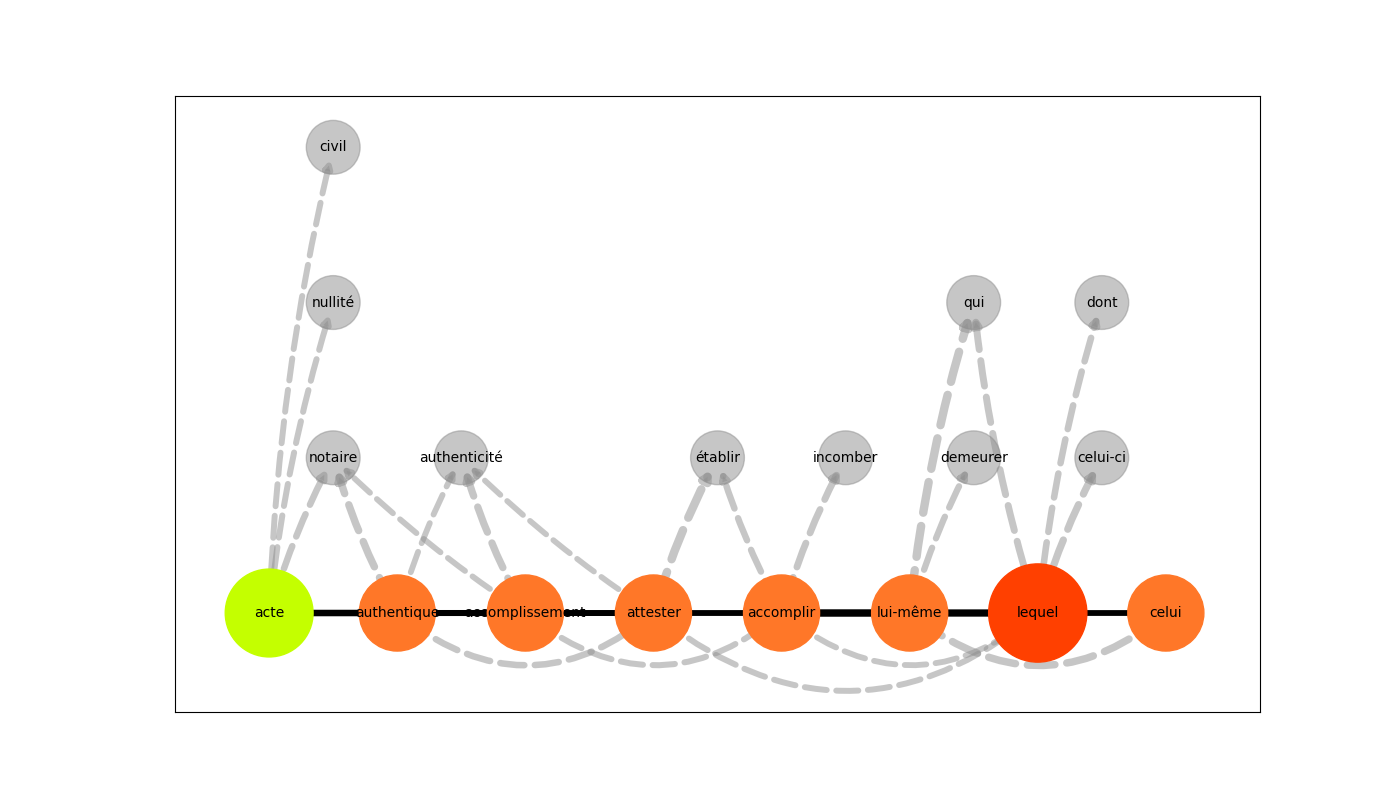 civil
nullité
qui
dont
notaire
authenticité
établir
incomber
demeurer
celui-ci
acte
authentique
accomplissement
attester
accomplir
lui-même
lequel
celui